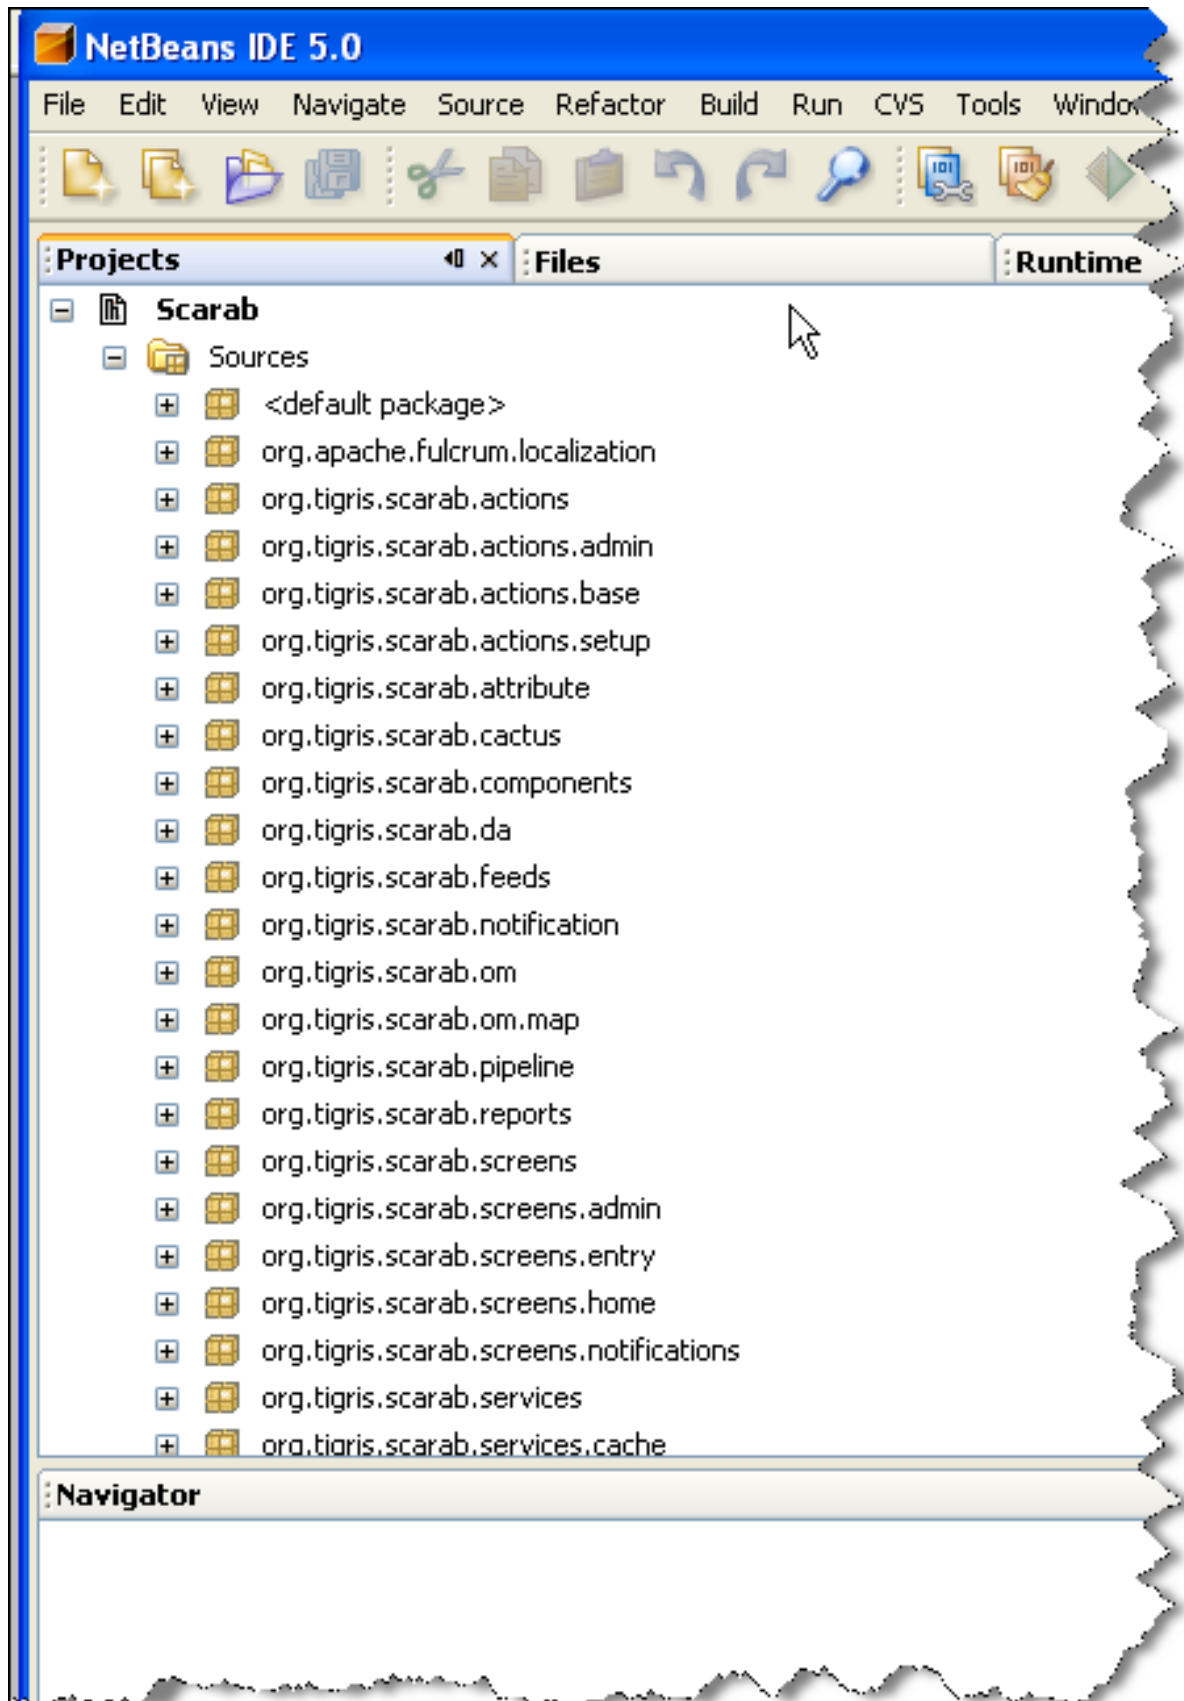 NetBeans IDE 5.0
File Edit View Navigate Source Refactor Build Run CVS Tools
Projects Files Runtime
Scarab
Sources
<default package>
org.apache.fulcrum.localization
org.tigris.scarab.actions
org.tigris.scarab.actions.admin
org.tigris.scarab.actions.base
org.tigris.scarab.actions.setup
org.tigris.scarab.attribute
org.tigris.scarab.cactus
org.tigris.scarab.components
org.tigris.scarab.da
org.tigris.scarab.feeds
org.tigris.scarab.notification
org.tigris.scarab.om
org.tigris.scarab.om.map
org.tigris.scarab.pipeline
org.tigris.scarab.reports
org.tigris.scarab.screens
org.tigris.scarab.screens.admin
org.tigris.scarab.screens.entry
org.tigris.scarab.screens.home
org.tigris.scarab.screens.notifications
org.tigris.scarab.services
org.tigris.scarab.services.cache
Navigator